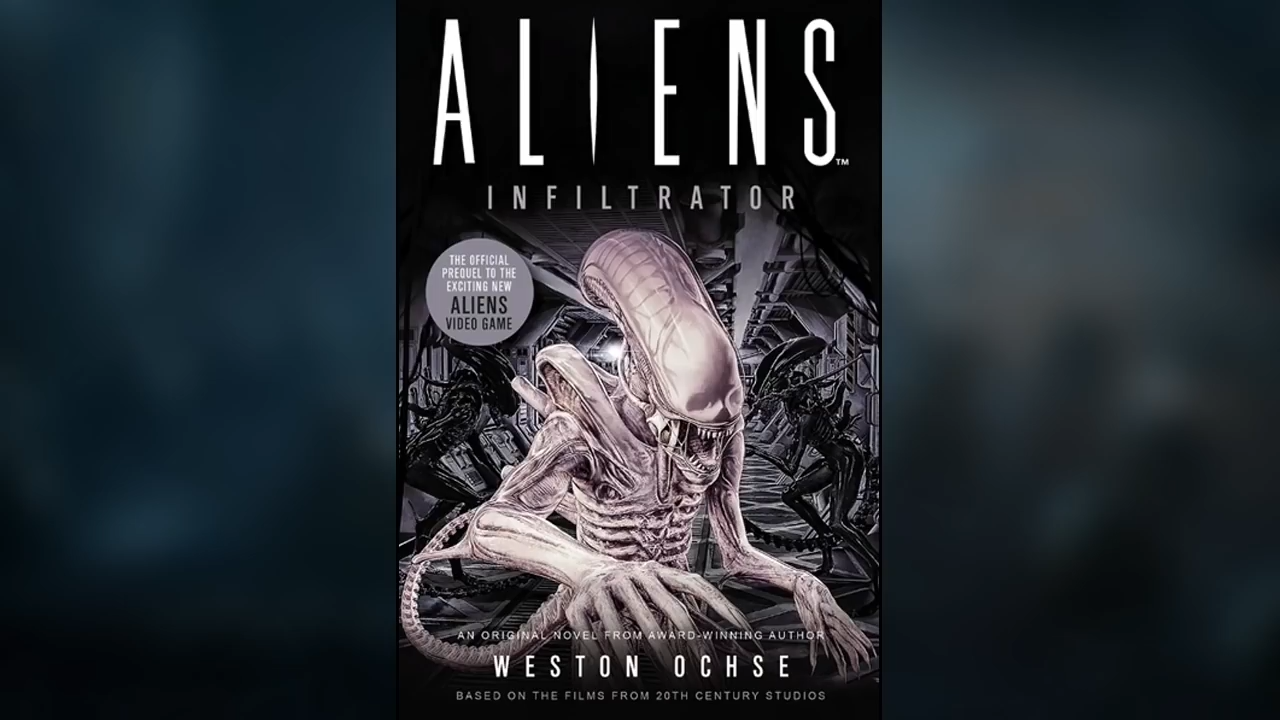 ALIENS™
INFILTRATOR
THE OFFICIAL
PREQUEL TO THE
EXCITING NEW
ALIENS
VIDEO GAME
AN ORIGINAL NOVEL FROM AWARD-WINNING AUTHOR
WESTON OCHSE
BASED ON THE FILMS FROM 20TH CENTURY STUDIOS